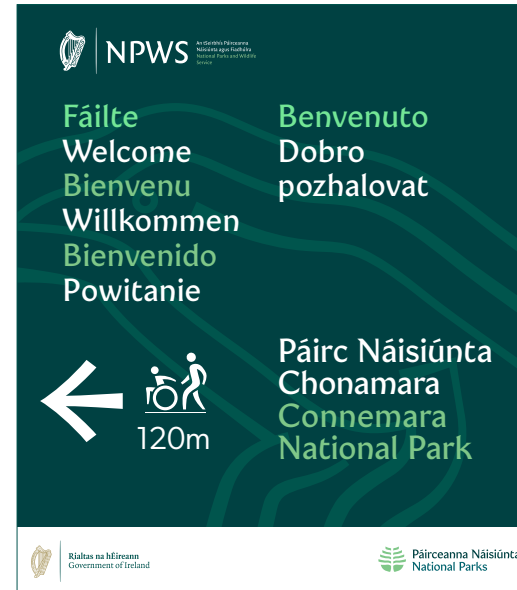 NPWS
An tSeirbhís Páirceanna
Náisiúnta agus Fiadhúlra
National Parks and Wildlife
Service
Fáilte
Welcome
Bienvenu
Willkommen
Bienvenido
Powitanie
Benvenuto
Dobro
pozhalovat
120m
Páirc Náisiúnta
Chonamara
Connemara
National Park
Rialtas na hÉireann
Government of Ireland
Páirceanna Náisiúnta
National Parks